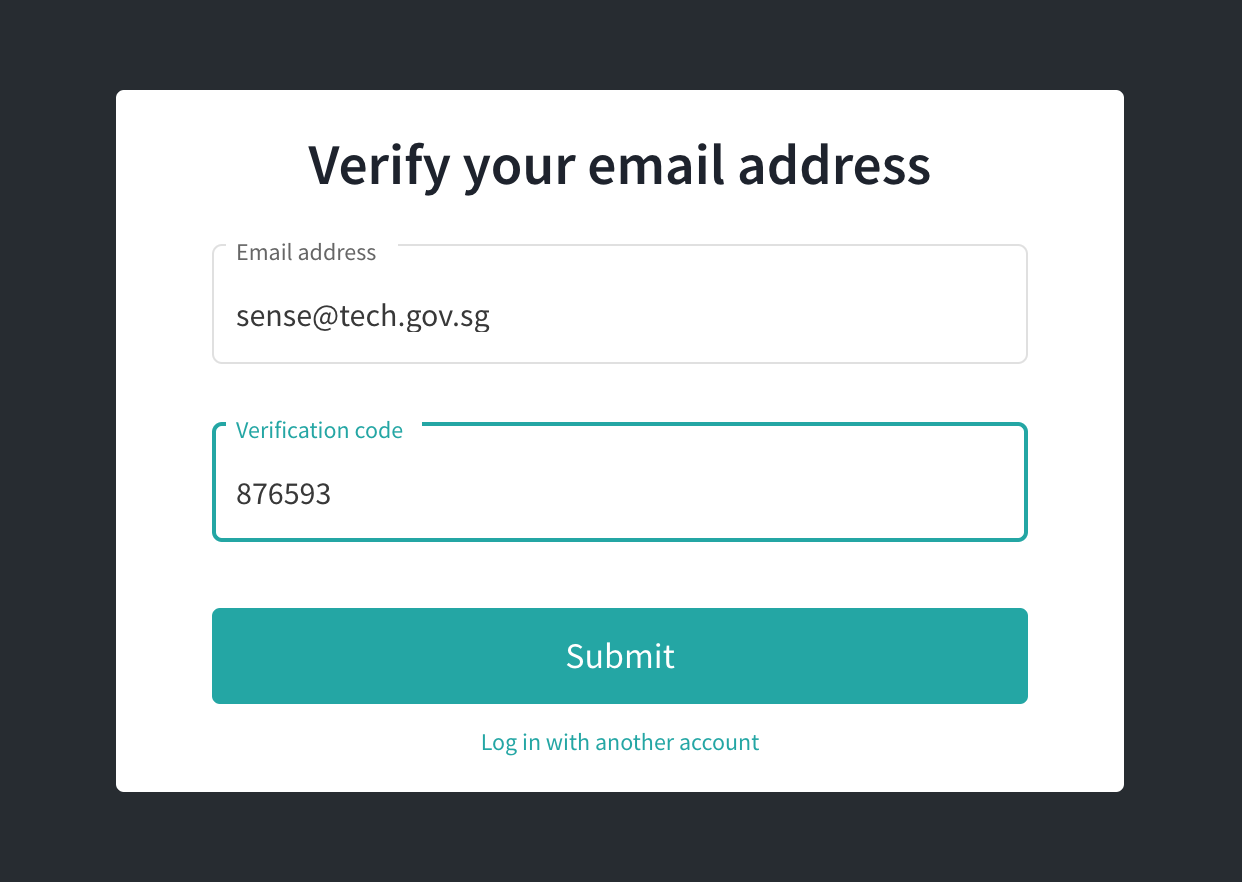 Verify your email address
Email address
sense@tech.gov.sg
Verification code
876593
Submit
Log in with another account